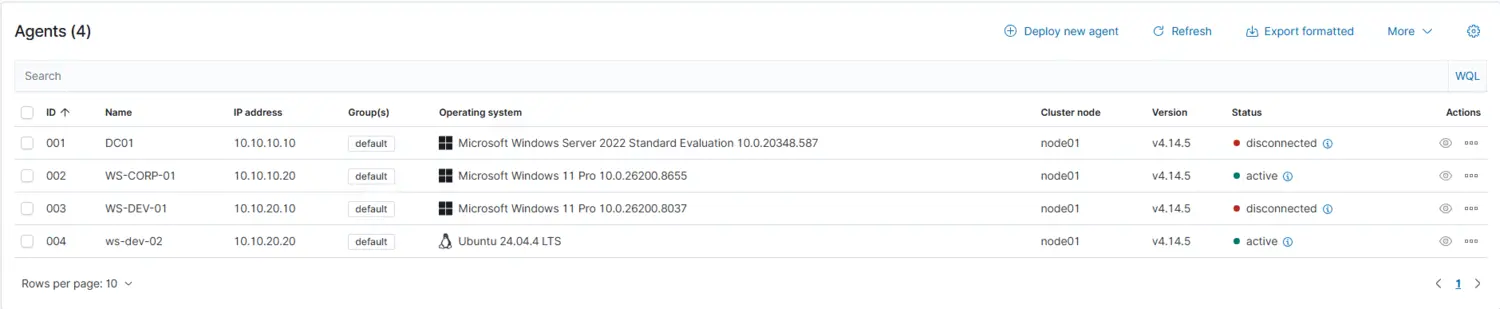 Agents (4) Deploy new agent Refresh Export formatted More
Search WQL
ID Name IP address Group(s) Operating system Cluster node Version Status Actions
001 DC01 10.10.10.10 default Microsoft Windows Server 2022 Standard Evaluation 10.0.20348.587 node01 v4.14.5 disconnected
002 WS-CORP-01 10.10.10.20 default Microsoft Windows 11 Pro 10.0.26200.8655 node01 v4.14.5 active
003 WS-DEV-01 10.10.20.10 default Microsoft Windows 11 Pro 10.0.26200.8037 node01 v4.14.5 disconnected
004 ws-dev-02 10.10.20.20 default Ubuntu 24.04.4 LTS node01 v4.14.5 active
Rows per page: 10 1